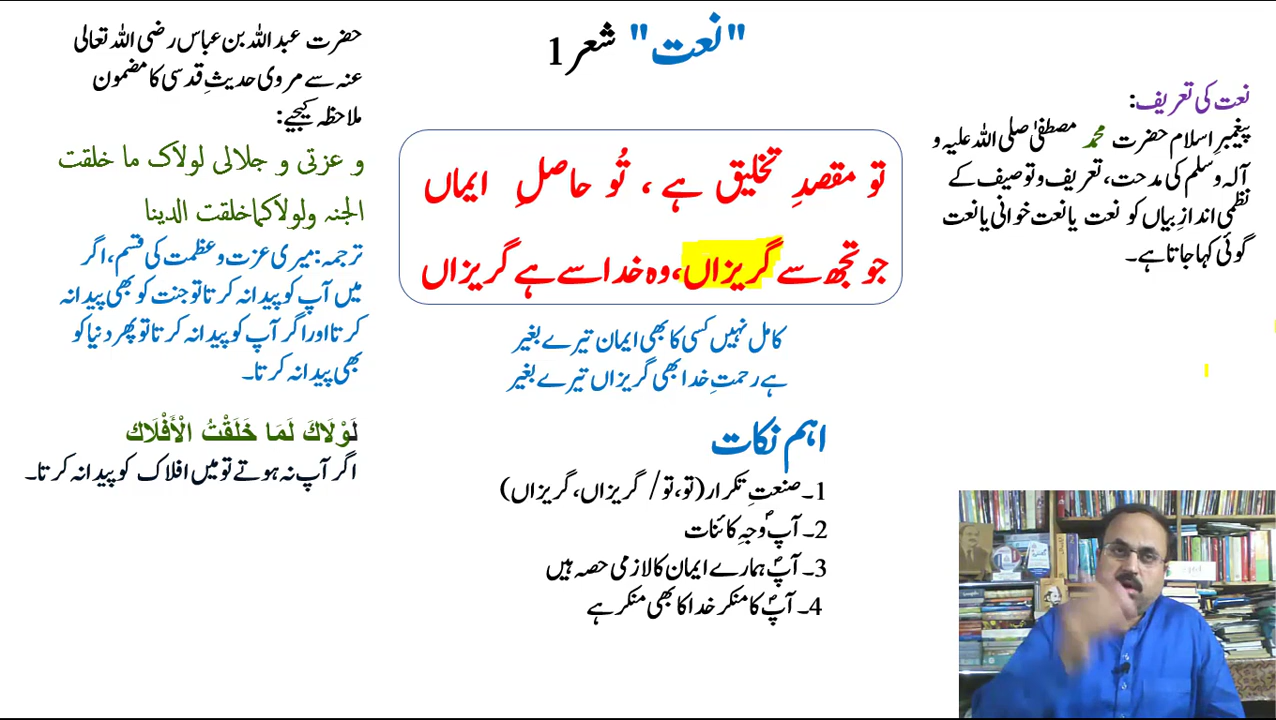 "نعت" شعر 1
نعت کی تعریف:
پیغمبرِ اسلام حضرت محمد مصطفیٰ صلی اللہ علیہ و
آلہ وسلم کی مدحت، تعریف و توصیف کے
نظمی اندازِ بیاں کو نعت یا نعت خوانی یا نعت
گوئی کہا جاتا ہے۔
تو مقصدِ تخلیق ہے ، تُو حاصلِ ایماں
جو تجھ سے گریزاں، وہ خدا سے ہے گریزاں
کامل نہیں کسی کا بھی ایمان تیرے بغیر
ہے رحمتِ خدا بھی گریزاں تیرے بغیر
اہم نکات
1۔ صنعتِ تکرار (تو، تو / گریزاں، گریزاں)
2۔ آپؐ وجہِ کائنات
3۔ آپؐ ہمارے ایمان کا لازمی حصہ ہیں
4۔ آپؐ کا منکر خدا کا بھی منکر ہے
حضرت عبد اللہ بن عباس رضی اللہ تعالی
عنہ سے مروی حدیثِ قدسی کا مضمون
ملاحظہ کیجیے:
و عزتی و جلالی لولاک ما خلقت
الجنہ ولولاکماخلقت الدینا
ترجمہ: میری عزت و عظمت کی قسم، اگر
میں آپ کو پیدا نہ کرتا تو جنت کو بھی پیدا نہ
کرتا اور اگر آپ کو پیدا نہ کرتا تو پھر دنیا کو
بھی پیدا نہ کرتا۔
لَوْلَاكَ لَمَا خَلَقْتُ الْأَفْلَاك
اگر آپ نہ ہوتے تو میں افلاک کو پیدا نہ کرتا۔